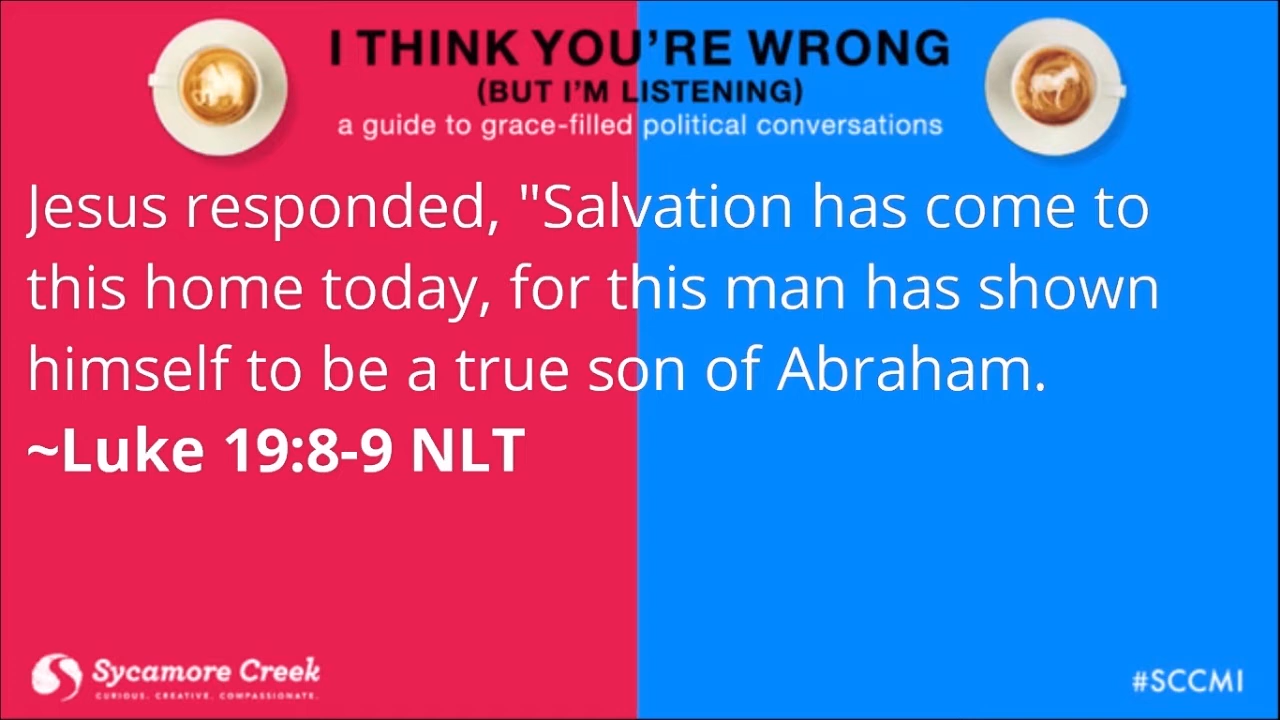 I THINK YOU'RE WRONG
(BUT I'M LISTENING)
a guide to grace-filled political conversations
Jesus responded, "Salvation has come to
this home today, for this man has shown
himself to be a true son of Abraham.
~Luke 19:8-9 NLT
Sycamore Creek
CURIOUS. CREATIVE. COMPASSIONATE.
#SCCMI